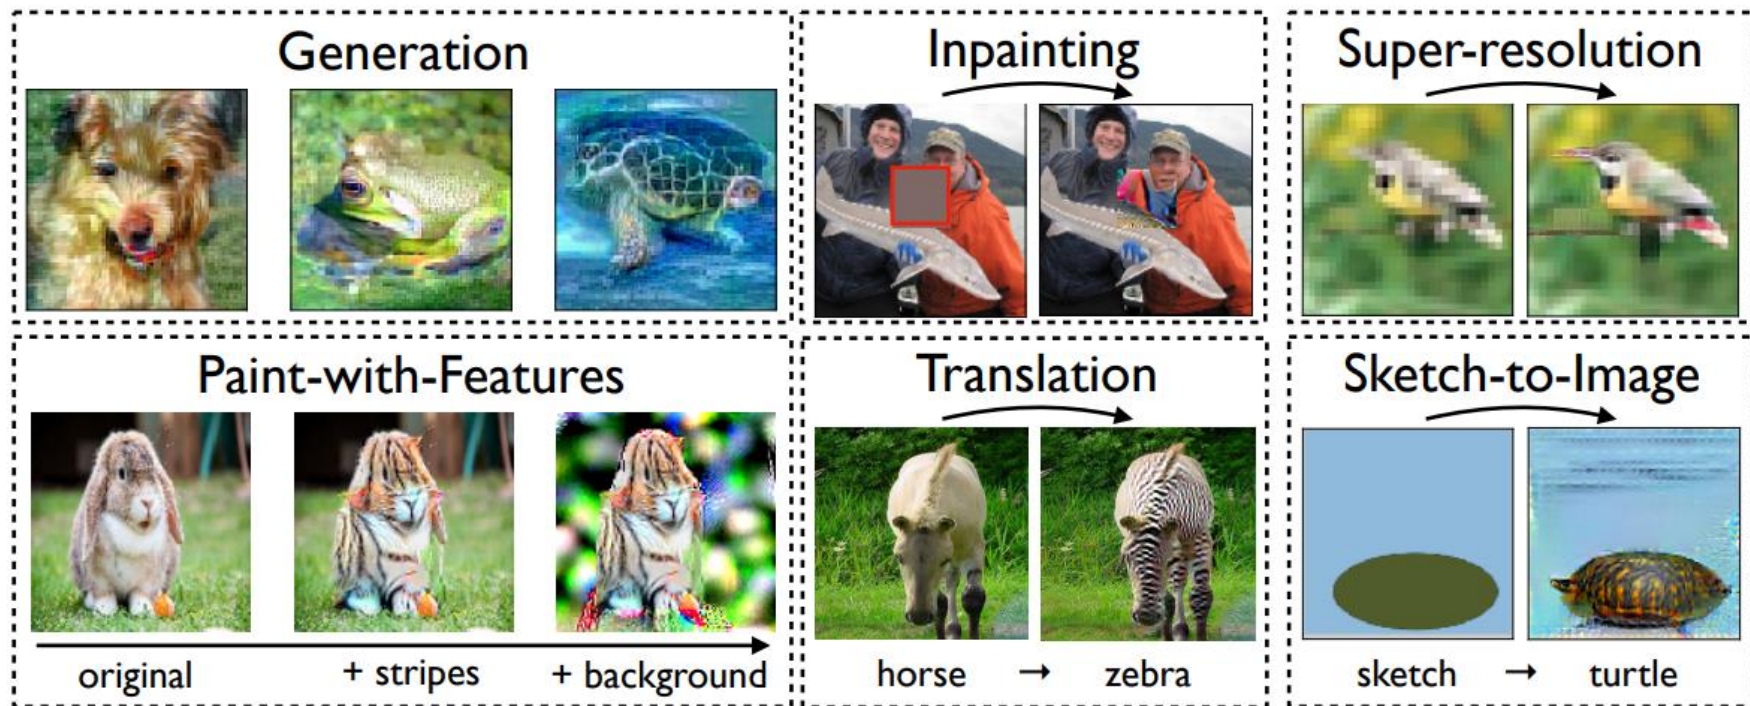 Generation
Inpainting
Super-resolution
Paint-with-Features
original
+ stripes
+ background
Translation
horse → zebra
Sketch-to-Image
sketch → turtle